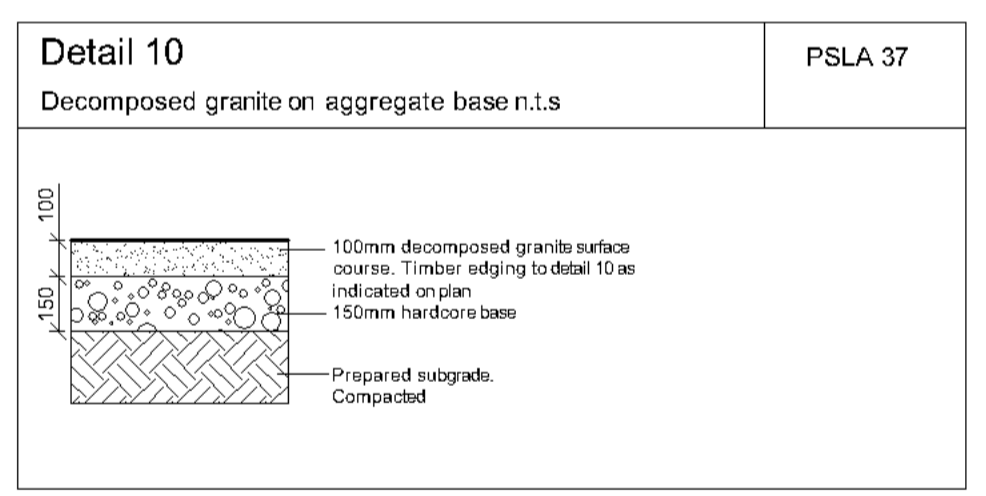 Detail 10
PSLA 37
Decomposed granite on aggregate base n.t.s
100
150
100mm decomposed granite surface
course. Timber edging to detail 10 as
indicated on plan
150mm hardcore base
Prepared subgrade.
Compacted